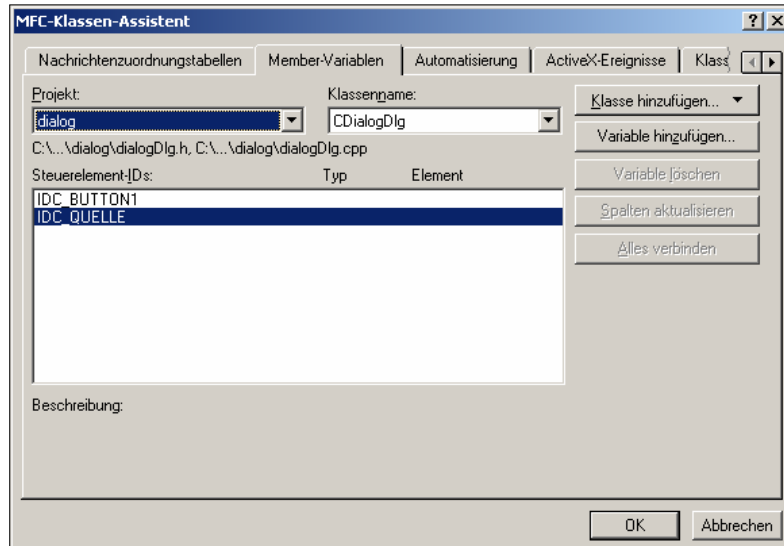 MFC-Klassen-Assistent
Nachrichtenzuordnungstabellen Member-Variablen Automatisierung ActiveX-Ereignisse Klass
Projekt: Klassenname:
dialog CDialogDlg
C:\...\dialog\dialogDlg.h, C:\...\dialog\dialogDlg.cpp
Steuerelement-IDs: Typ Element
IDC_BUTTON1
IDC_QUELLE
Klasse hinzufügen...
Variable hinzufügen...
Variable löschen
Spalten aktualisieren
Alles verbinden
Beschreibung:
OK Abbrechen